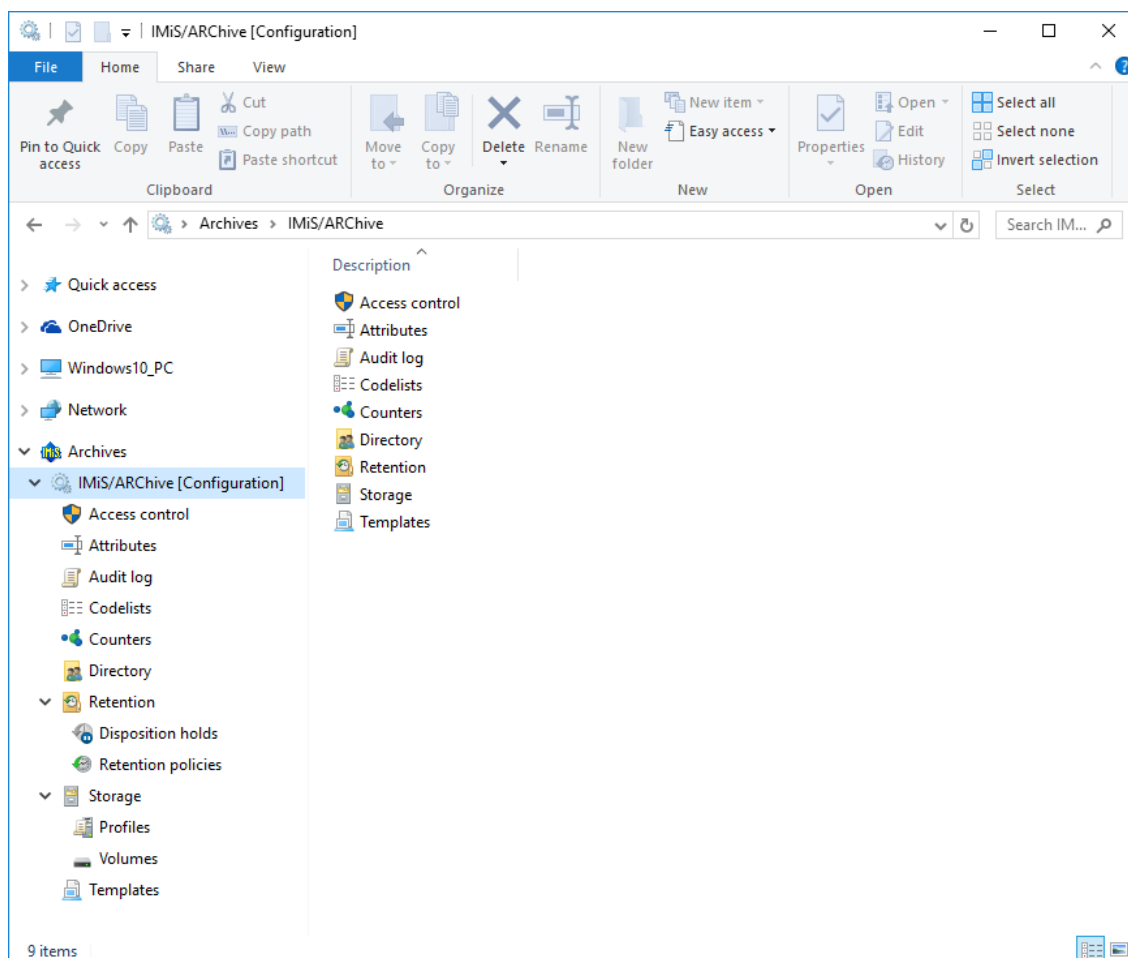 IMiS/ARChive [Configuration]
File Home Share View
Pin to Quick access
Copy
Paste
Cut
Copy path
Paste shortcut
Clipboard
Move to
Copy to
Delete
Rename
Organize
New folder
New item
Easy access
New
Properties
Open
Edit
History
Open
Select all
Select none
Invert selection
Select
Archives > IMiS/ARChive
Search IM...
Quick access
OneDrive
Windows10_PC
Network
Archives
IMiS/ARChive [Configuration]
Access control
Attributes
Audit log
Codelists
Counters
Directory
Retention
Disposition holds
Retention policies
Storage
Profiles
Volumes
Templates
Description
Access control
Attributes
Audit log
Codelists
Counters
Directory
Retention
Storage
Templates
9 items